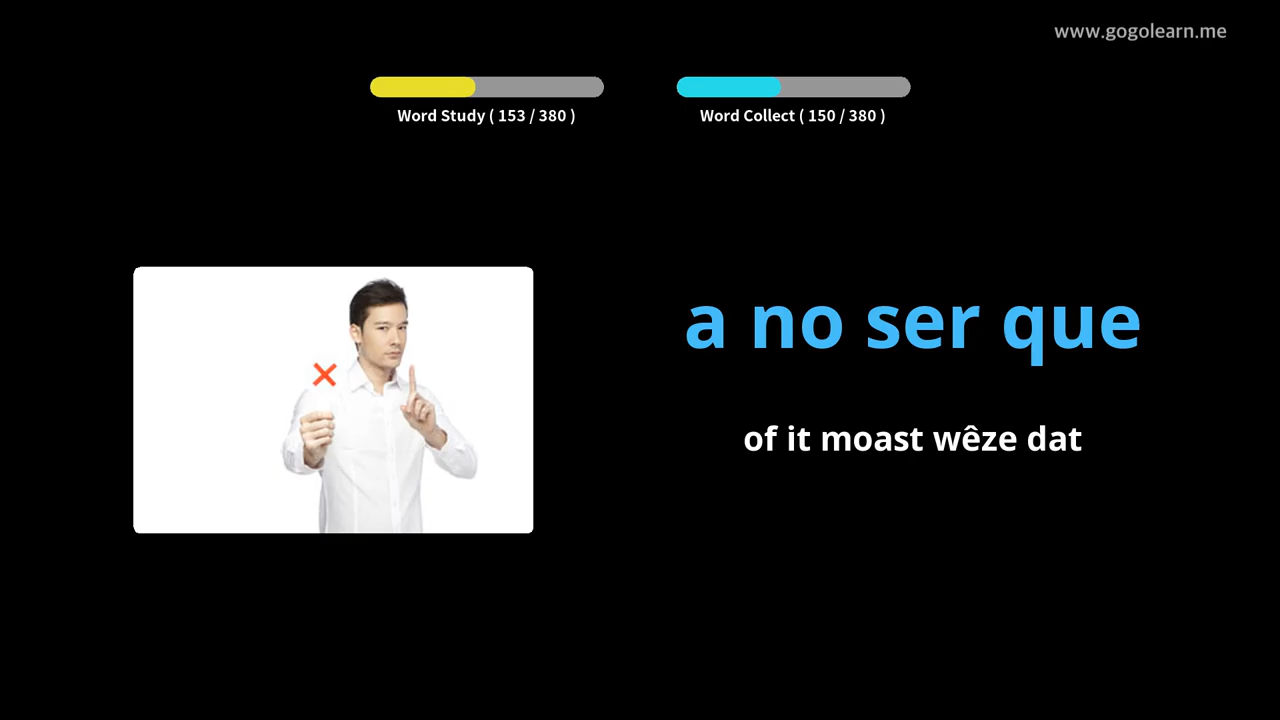 www.gogolearn.me
Word Study ( 153 / 380 )
Word Collect ( 150 / 380 )
a no ser que
of it moast wêze dat